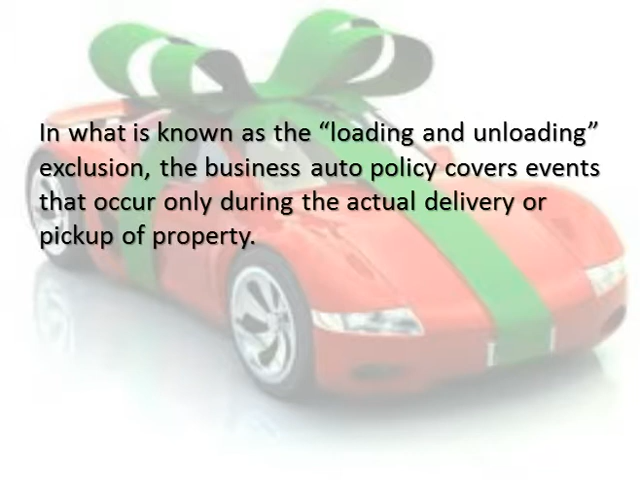 In what is known as the “loading and unloading”
exclusion, the business auto policy covers events
that occur only during the actual delivery or
pickup of property.